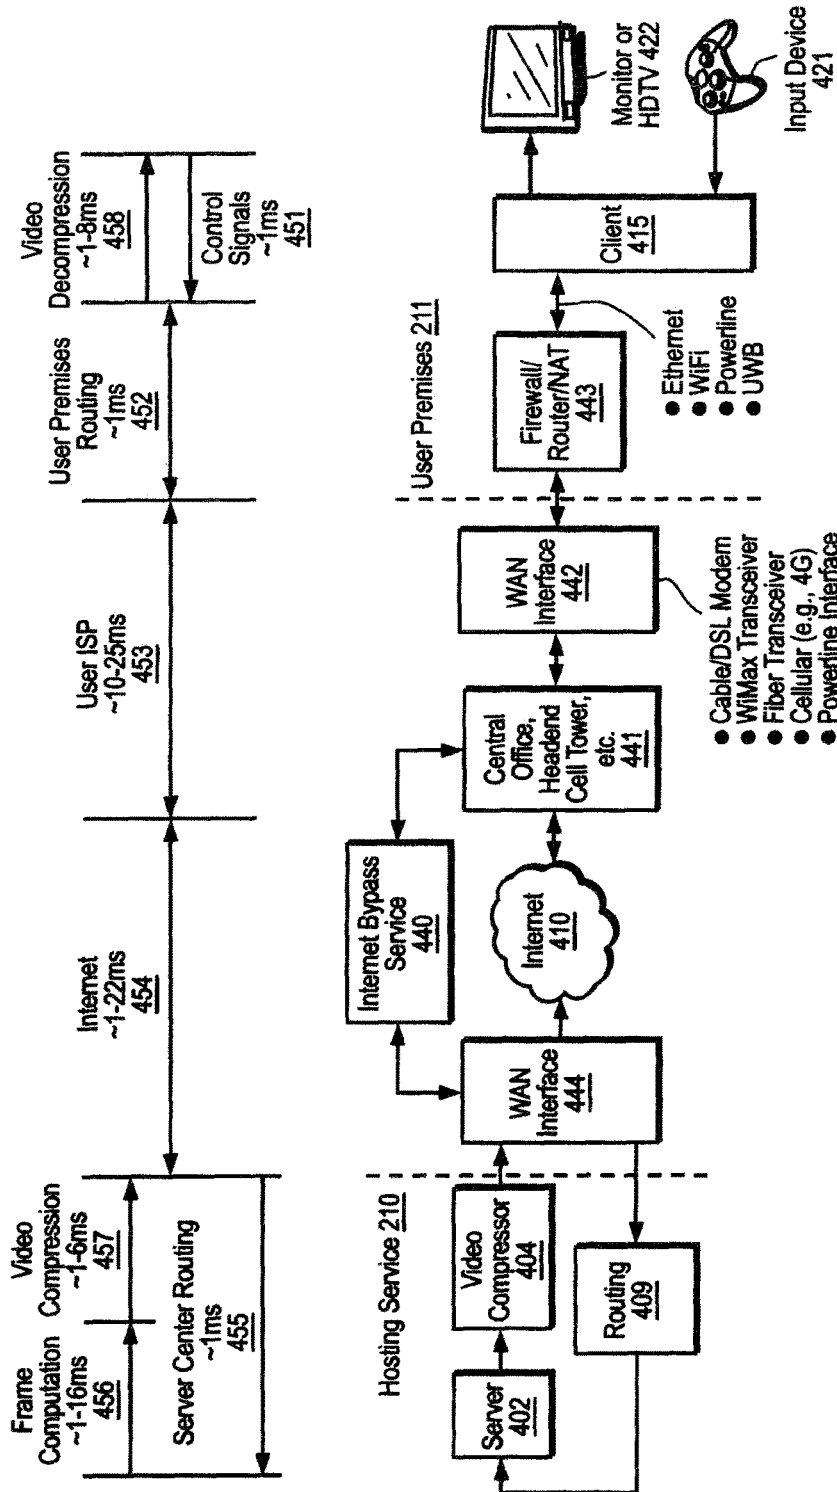 Frame
Computation
~1-16ms
456
Video
Compression
~1-6ms
457
Server Center Routing
~1ms
455
Internet
~1-22ms
454
User ISP
~10-25ms
453
User Premises
Routing
~1ms
452
Video
Decompression
~1-8ms
458
Control
Signals
~1ms
451
Hosting Service 210
Server
402
Video
Compressor
404
Routing
409
WAN
Interface
444
Internet Bypass
Service
440
Internet
410
Central
Office,
Headend
Cell Tower,
etc.
441
WAN
Interface
442
● Cable/DSL Modem
● WiMax Transceiver
● Fiber Transceiver
● Cellular (e.g., 4G)
● Powerline Interface
User Premises 211
Firewall/
Router/NAT
443
● Ethernet
● WiFi
● Powerline
● UWB
Client
415
Monitor or
HDTV 422
Input Device
421